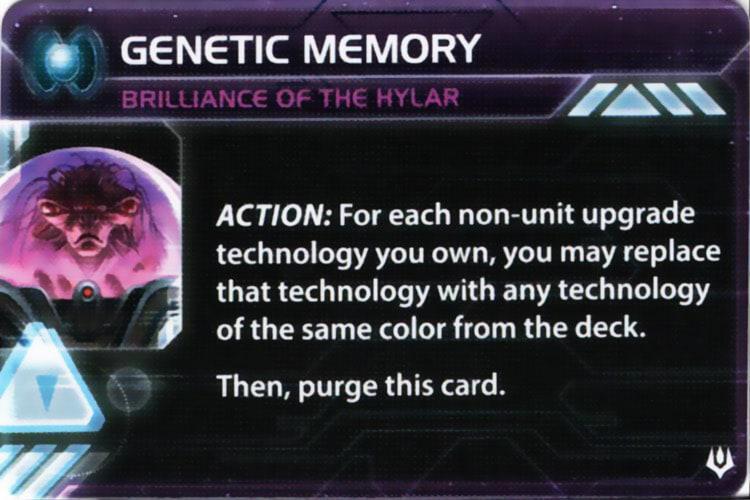 GENETIC MEMORY
BRILLIANCE OF THE HYLAR
ACTION: For each non-unit upgrade
technology you own, you may replace
that technology with any technology
of the same color from the deck.
Then, purge this card.